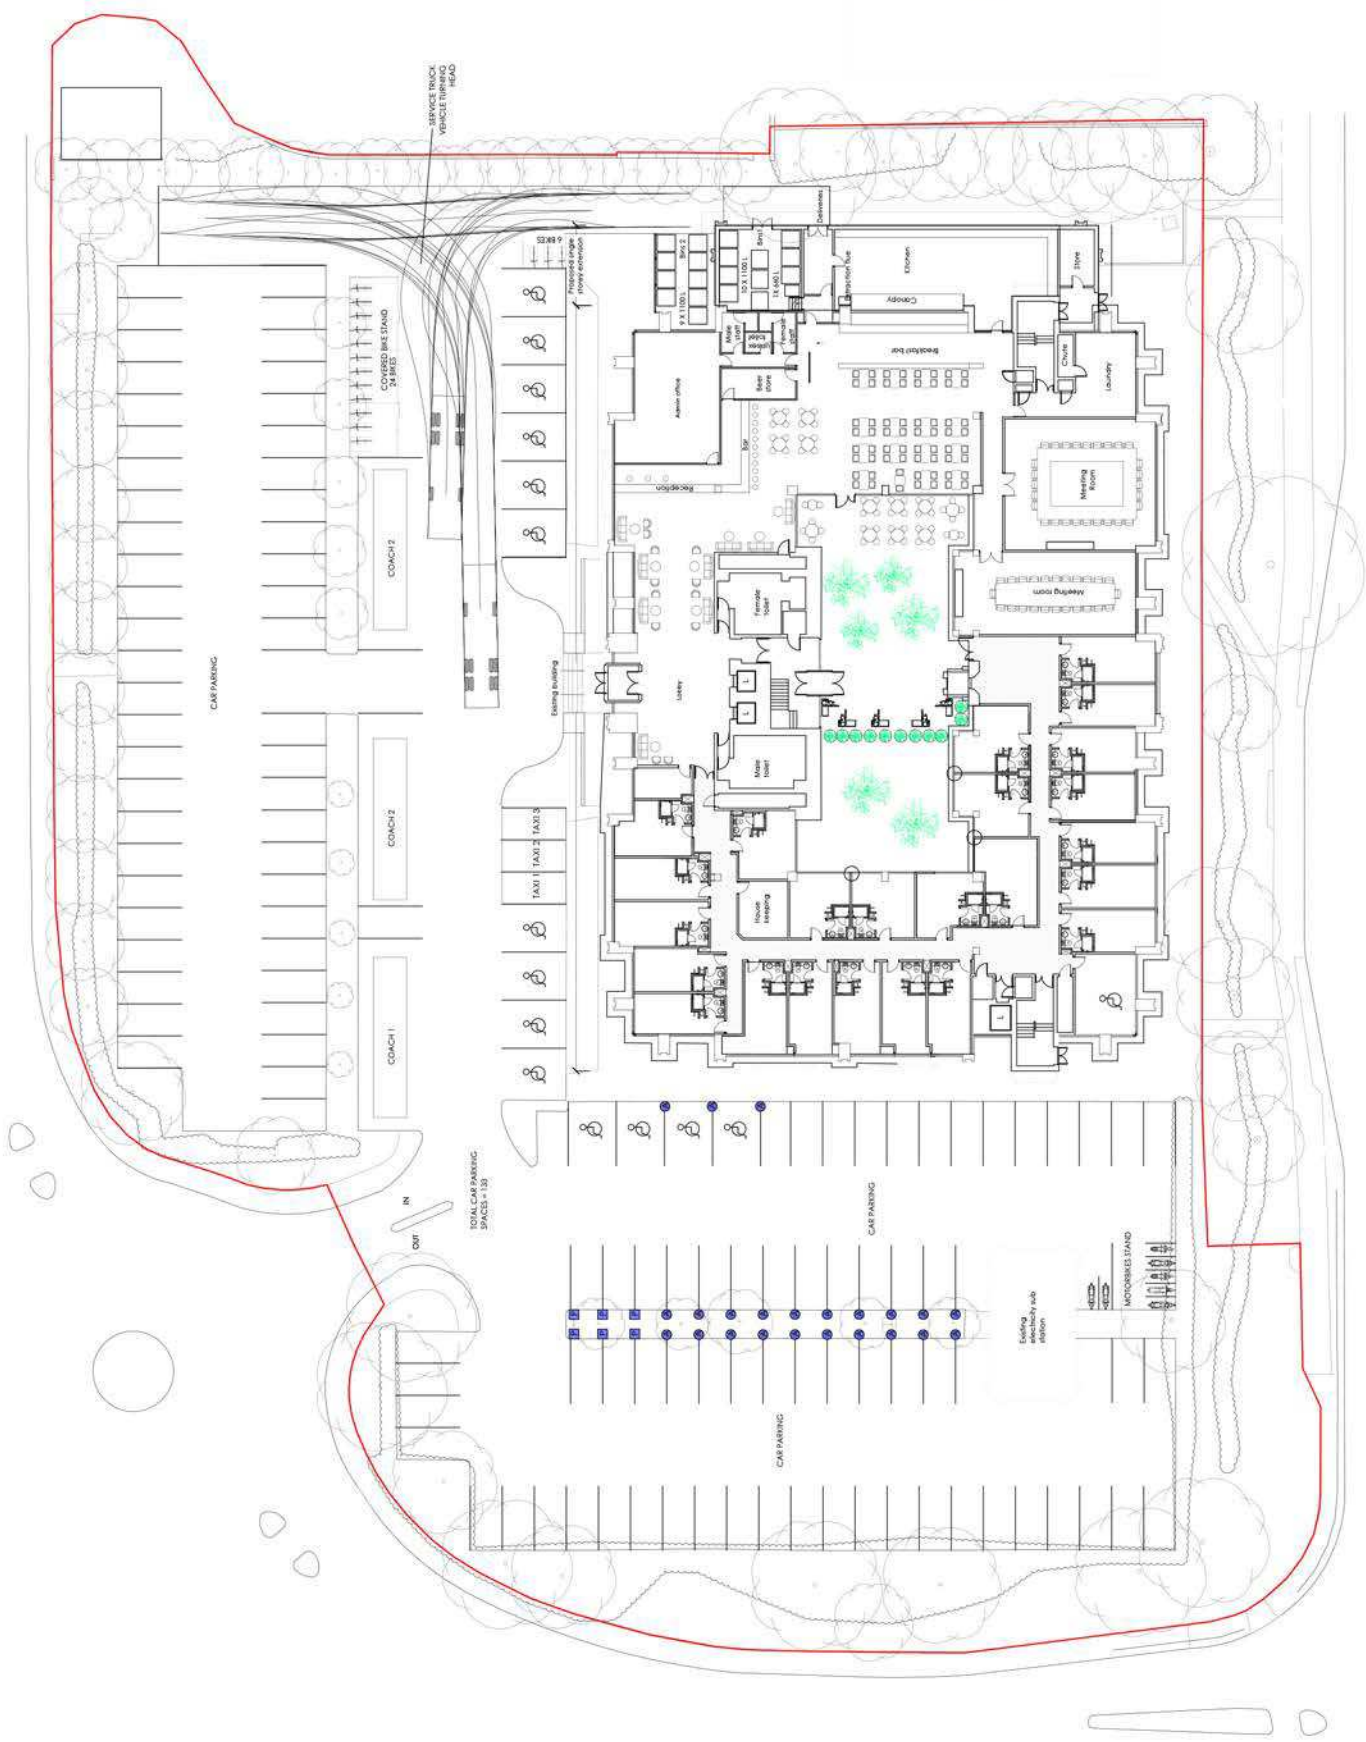 SERVICE TRUCK
VEHICLE TURNING
HEAD
6 BIKES
Proposed single
storey extension
COVERED BIKE STAND
24 BIKES
Bins 2
9 X 1100 L
Bins1
10 X 1100 L
1X 660 L
Deliveries
Extraction flue
Kitchen
Canopy
Store
Male
staff
Unisex
toilet
Female
staff
Breakfast bar
Chute
Laundry
Admin office
Beer
store
Bar
Reception
Meeting
Room
COACH 2
Female
toilet
Meeting room
CAR PARKING
Existing Building
Lobby
L
L
Male
toilet
COACH 2
TAXI 1
TAXI 2
TAXI 3
House
keeping
COACH 1
L
IN
OUT
TOTAL CAR PARKING
SPACES = 133
CAR PARKING
MOTORBIKES STAND
P
P
P
P
P
P
Existing
electricity sub
station
CAR PARKING